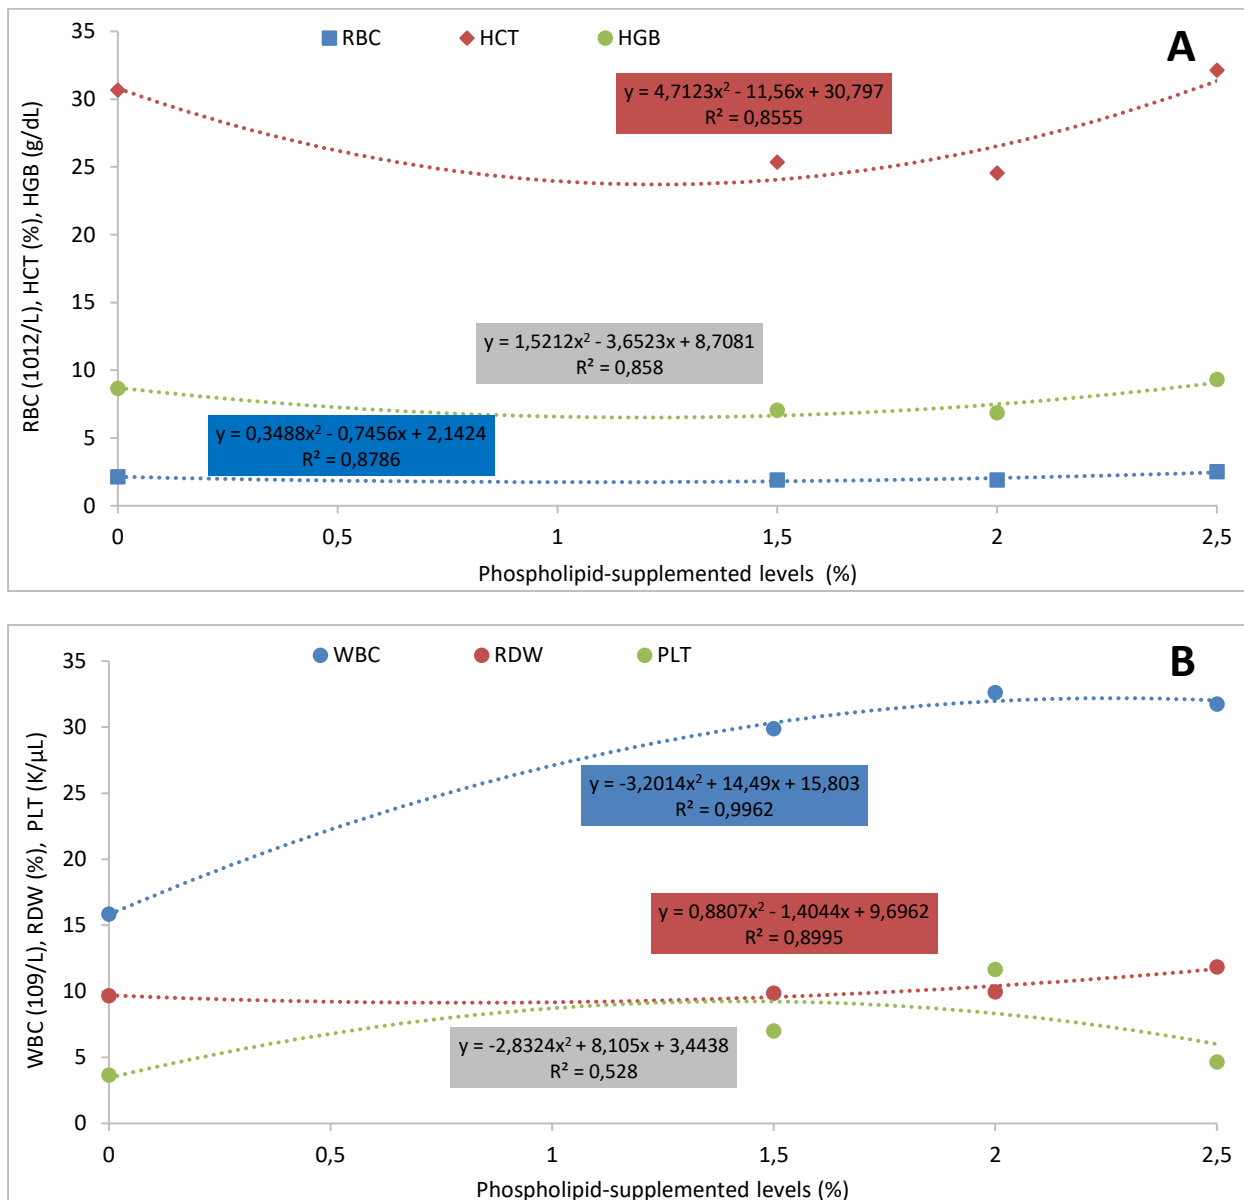 RBC HCT HGB
A
RBC (1012/L), HCT (%), HGB (g/dL)
35
30
25
20
15
10
5
0
y = 4,7123x² - 11,56x + 30,797
R² = 0,8555
y = 1,5212x² - 3,6523x + 8,7081
R² = 0,858
y = 0,3488x² - 0,7456x + 2,1424
R² = 0,8786
0 0,5 1 1,5 2 2,5
Phospholipid-supplemented levels (%)
WBC RDW PLT
B
WBC (109/L), RDW (%), PLT (K/µL)
35
30
25
20
15
10
5
0
y = -3,2014x² + 14,49x + 15,803
R² = 0,9962
y = 0,8807x² - 1,4044x + 9,6962
R² = 0,8995
y = -2,8324x² + 8,105x + 3,4438
R² = 0,528
0 0,5 1 1,5 2 2,5
Phospholipid-supplemented levels (%)